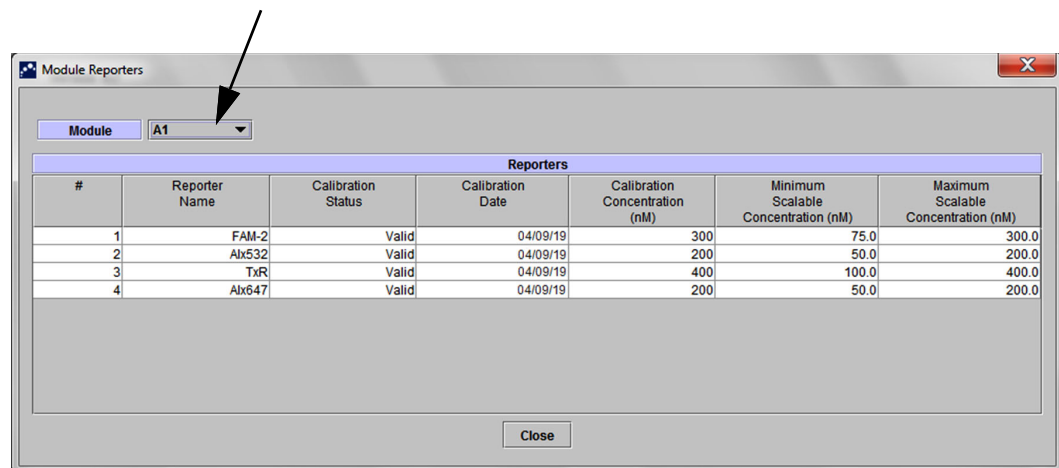 Module Reporters
Module A1
Reporters
# Reporter Name Calibration Status Calibration Date Calibration Concentration (nM) Minimum Scalable Concentration (nM) Maximum Scalable Concentration (nM)
1 FAM-2 Valid 04/09/19 300 75.0 300.0
2 Alx532 Valid 04/09/19 200 50.0 200.0
3 TxR Valid 04/09/19 400 100.0 400.0
4 Alx647 Valid 04/09/19 200 50.0 200.0
Close